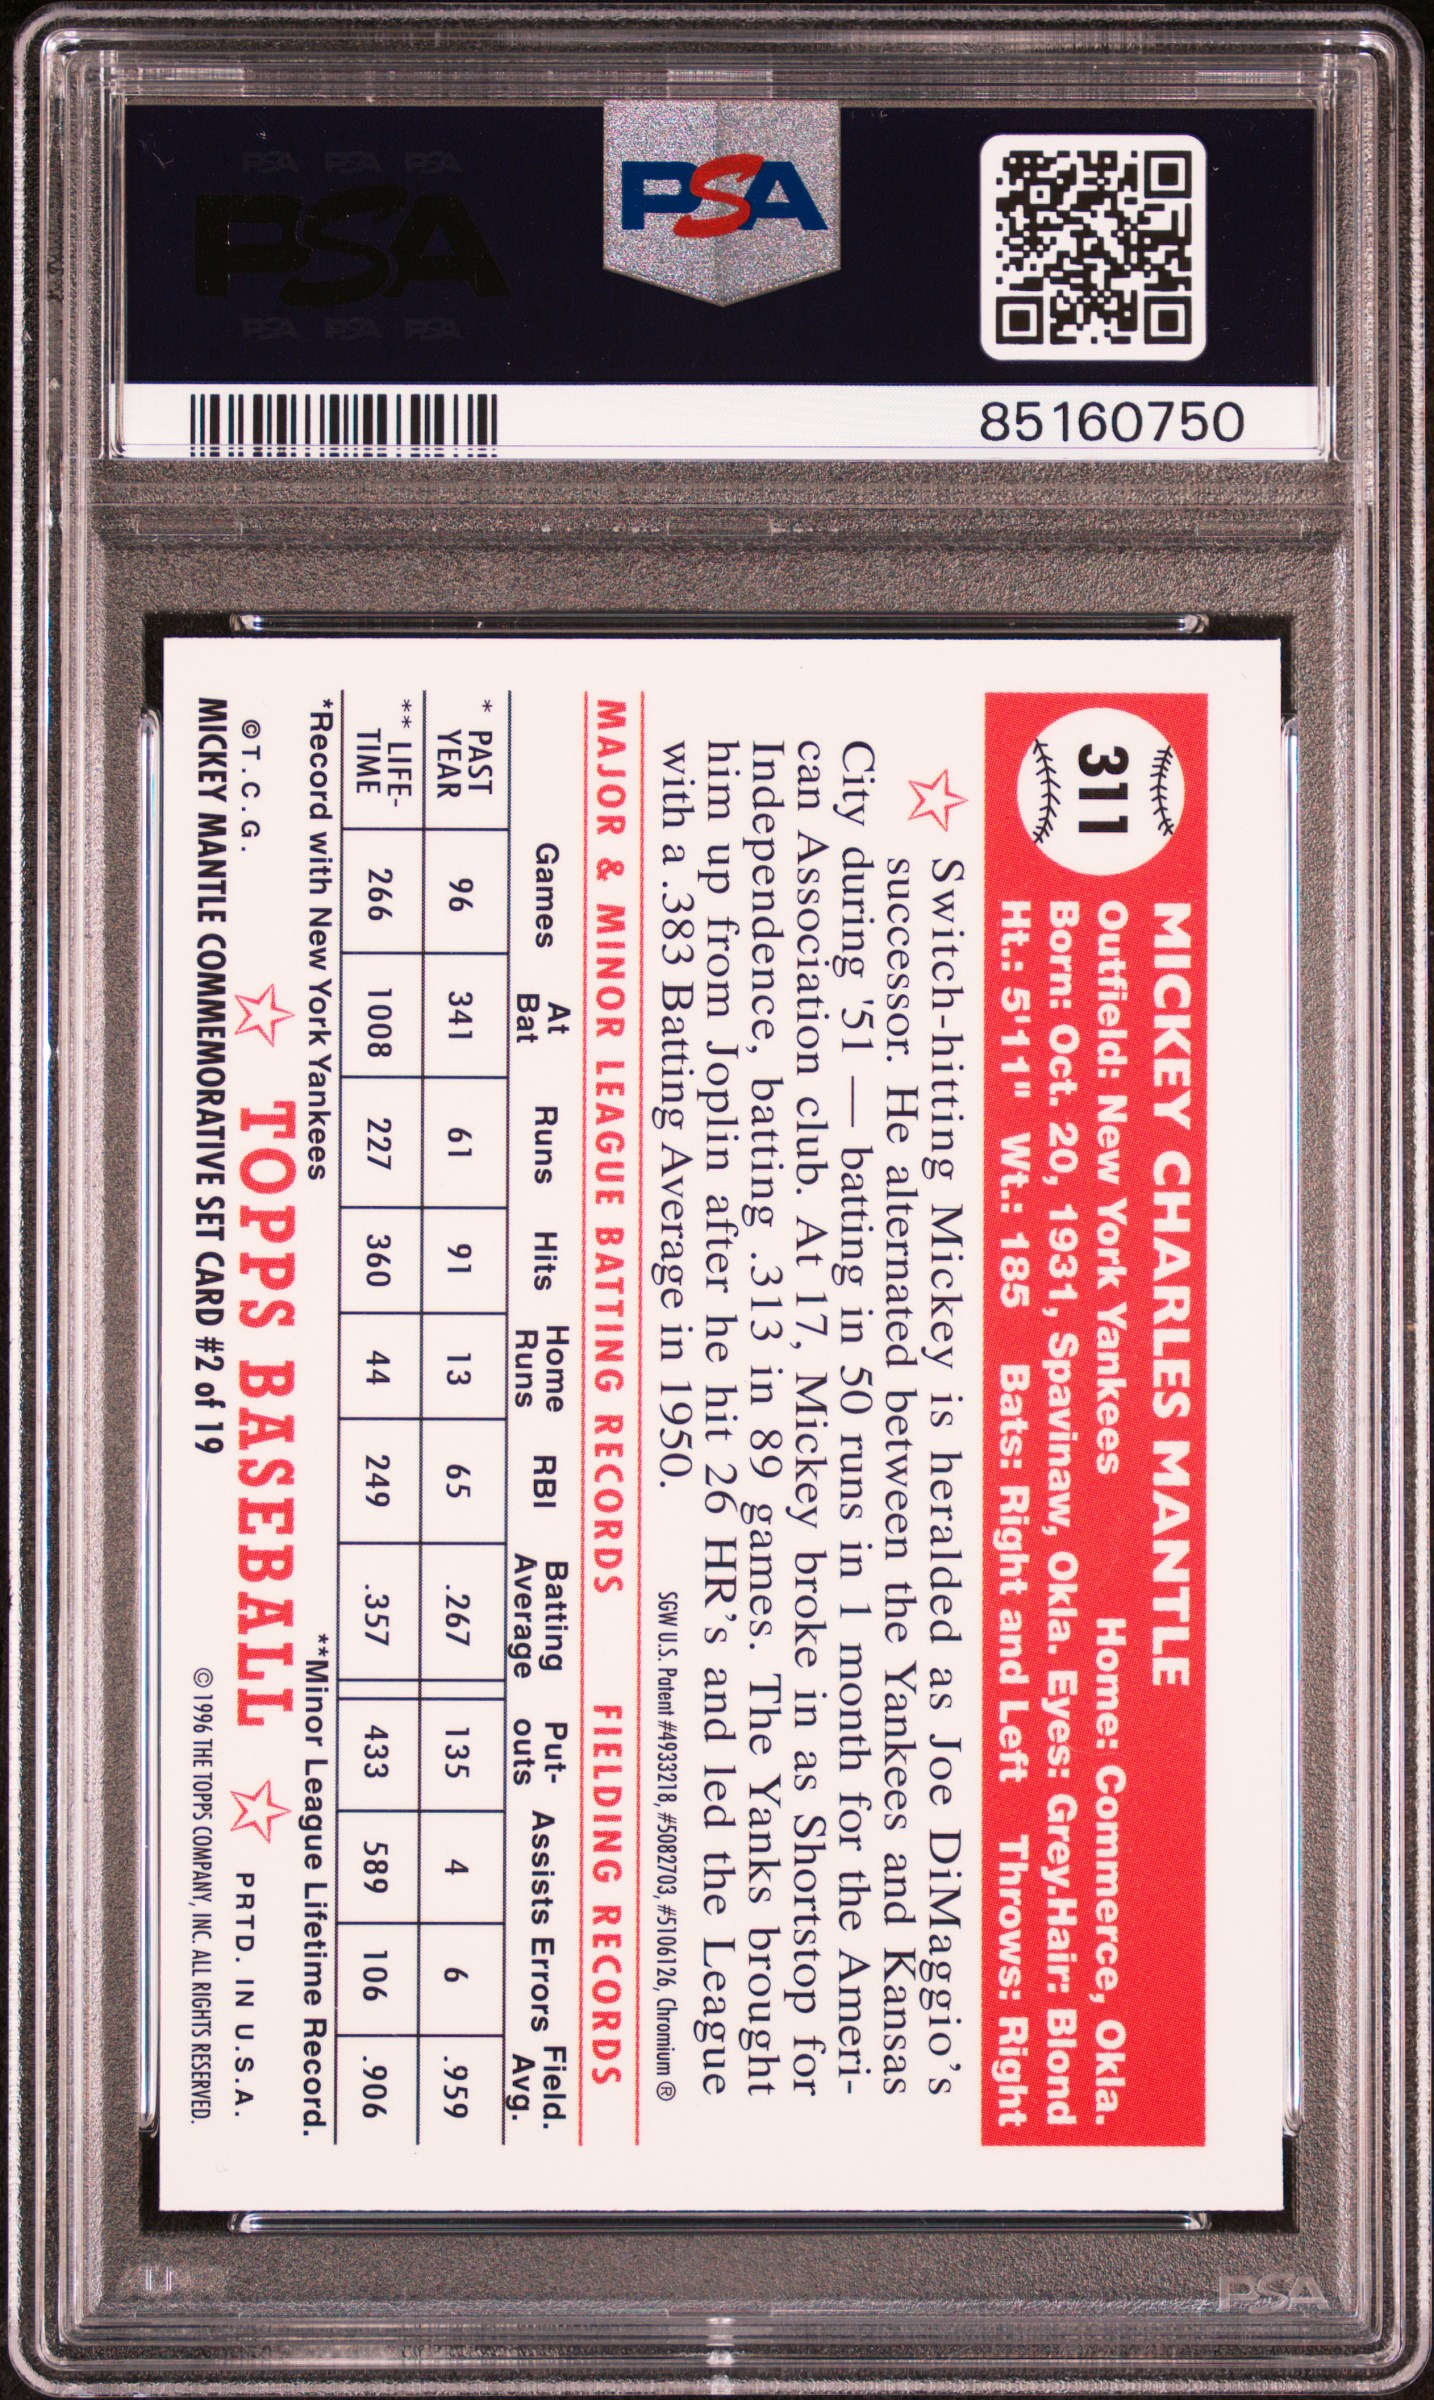 PSA PSA PSA
PSA
PSA PSA PSA
PSA
85160750
311
MICKEY CHARLES MANTLE
Outfield: New York Yankees Home: Commerce, Okla.
Born: Oct. 20, 1931, Spavinaw, Okla. Eyes: Grey.Hair: Blond
Ht.: 5'11" Wt.: 185 Bats: Right and Left Throws: Right
Switch-hitting Mickey is heralded as Joe DiMaggio's
successor. He alternated between the Yankees and Kansas
City during '51 — batting in 50 runs in 1 month for the Ameri-
can Association club. At 17, Mickey broke in as Shortstop for
Independence, batting .313 in 89 games. The Yanks brought
him up from Joplin after he hit 26 HR's and led the League
with a .383 Batting Average in 1950.
SGW U.S. Patent #4933218, #5082703, #5106126, Chromium ®
MAJOR & MINOR LEAGUE BATTING RECORDS FIELDING RECORDS
Games At Bat Runs Hits Home Runs RBI Batting Average Put-outs Assists Errors Field. Avg.
* PAST YEAR 96 341 61 91 13 65 .267 135 4 6 .959
** LIFE-TIME 266 1008 227 360 44 249 .357 433 589 106 .906
*Record with New York Yankees **Minor League Lifetime Record.
©T.C.G. TOPPS BASEBALL PRTD. IN U.S.A.
MICKEY MANTLE COMMEMORATIVE SET CARD #2 of 19 © 1996 THE TOPPS COMPANY, INC. ALL RIGHTS RESERVED.
PSA